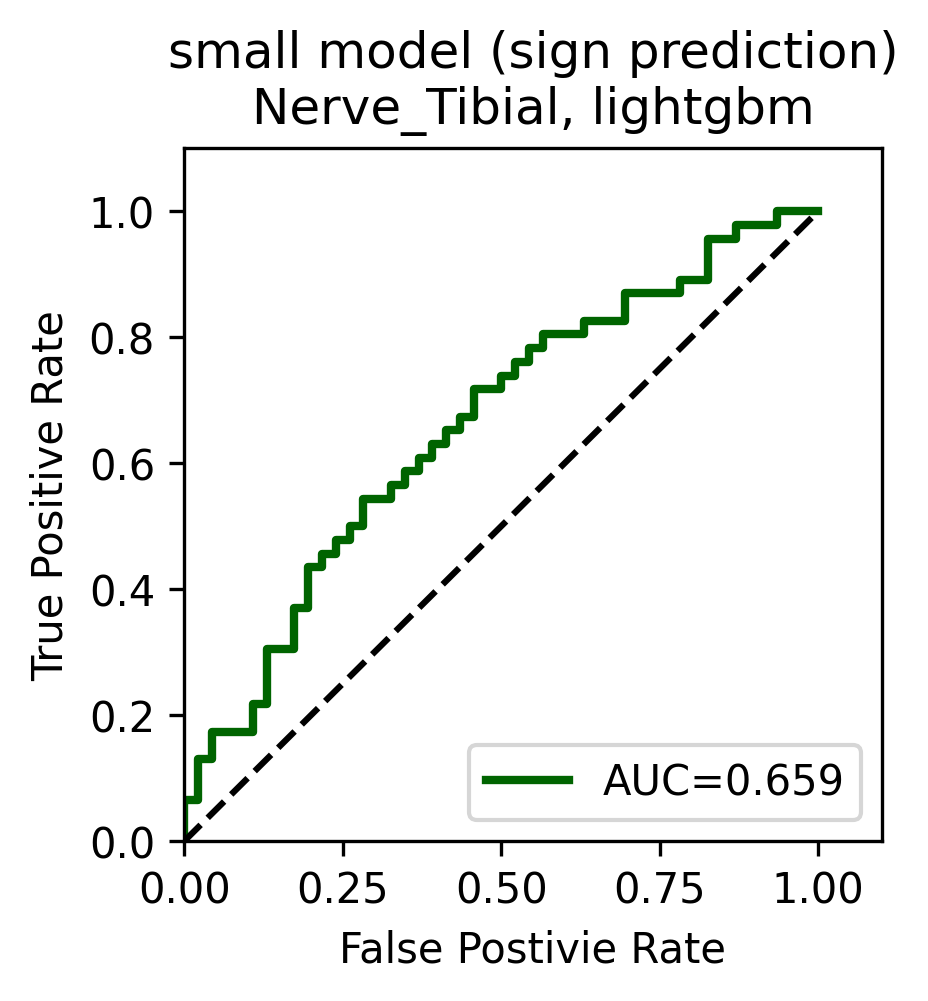 small model (sign prediction)
Nerve_Tibial, lightgbm
1.0
0.8
0.6
0.4
0.2
0.0
True Positive Rate
AUC=0.659
0.00 0.25 0.50 0.75 1.00
False Postivie Rate